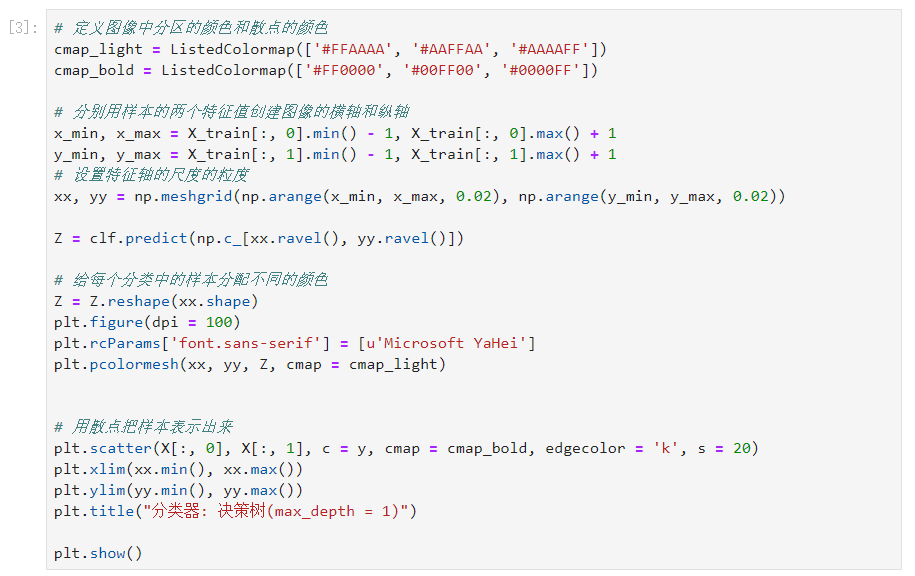 [3]:
# 定义图像中分区的颜色和散点的颜色
cmap_light = ListedColormap(['#FFAAAA', '#AAFFAA', '#AAAAFF'])
cmap_bold = ListedColormap(['#FF0000', '#00FF00', '#0000FF'])
# 分别用样本的两个特征值创建图像的横轴和纵轴
x_min, x_max = X_train[:, 0].min() - 1, X_train[:, 0].max() + 1
y_min, y_max = X_train[:, 1].min() - 1, X_train[:, 1].max() + 1
# 设置特征轴的尺度的粒度
xx, yy = np.meshgrid(np.arange(x_min, x_max, 0.02), np.arange(y_min, y_max, 0.02))
Z = clf.predict(np.c_[xx.ravel(), yy.ravel()])
# 给每个分类中的样本分配不同的颜色
Z = Z.reshape(xx.shape)
plt.figure(dpi = 100)
plt.rcParams['font.sans-serif'] = [u'Microsoft YaHei']
plt.pcolormesh(xx, yy, Z, cmap = cmap_light)
# 用散点把样本表示出来
plt.scatter(X[:, 0], X[:, 1], c = y, cmap = cmap_bold, edgecolor = 'k', s = 20)
plt.xlim(xx.min(), xx.max())
plt.ylim(yy.min(), yy.max())
plt.title("分类器: 决策树(max_depth = 1)")
plt.show()